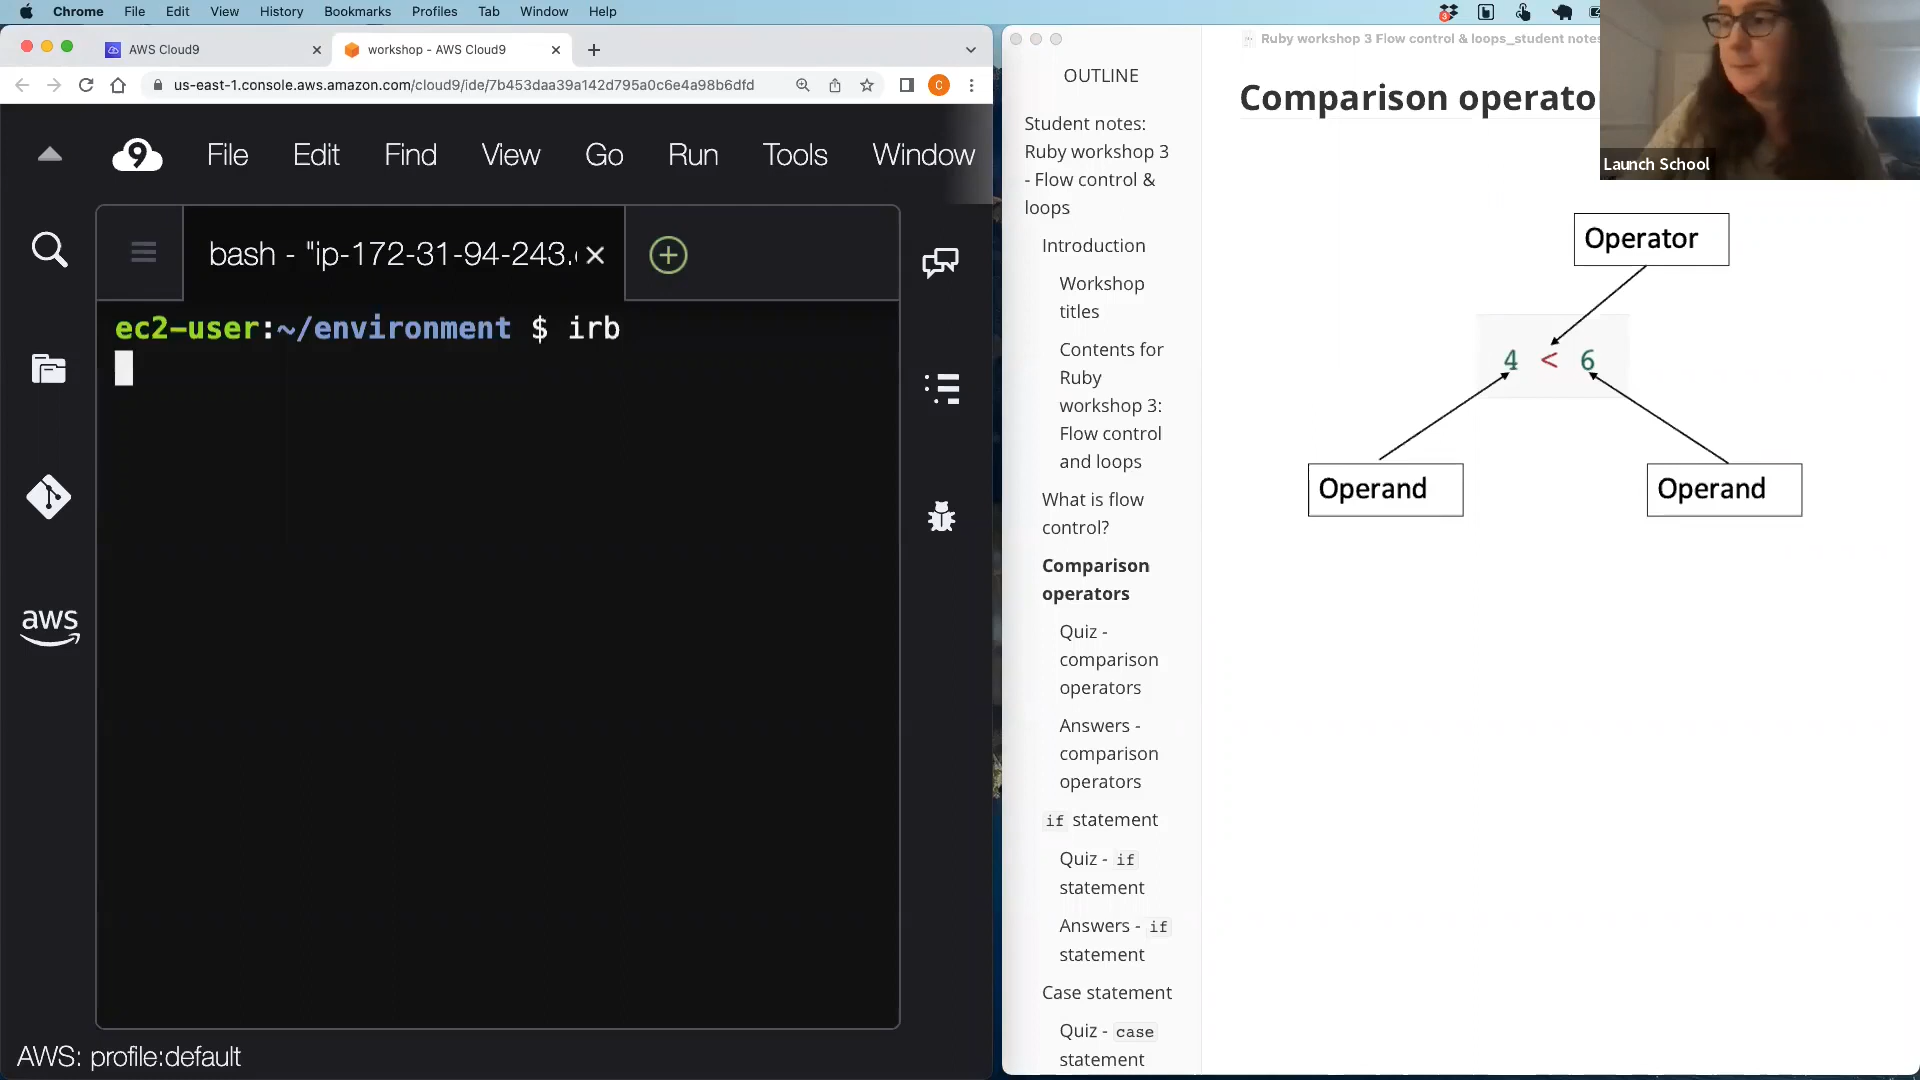 Chrome File Edit View History Bookmarks Profiles Tab Window Help
AWS Cloud9
workshop - AWS Cloud9
us-east-1.console.aws.amazon.com/cloud9/ide/7b453daa39a142d795a0c6e4a98b6dfd
C
9 File Edit Find View Go Run Tools Window
bash - "ip-172-31-94-243.
ec2-user:~/environment $ irb
aws
AWS: profile:default
3
Ruby workshop 3 Flow control & loops_student notes
OUTLINE
Student notes:
Ruby workshop 3
- Flow control &
loops
Introduction
Workshop
titles
Contents for
Ruby
workshop 3:
Flow control
and loops
What is flow
control?
Comparison
operators
Quiz -
comparison
operators
Answers -
comparison
operators
if statement
Quiz - if
statement
Answers - if
statement
Case statement
Quiz - case
statement
Comparison operato
Launch School
Operator
4 < 6
Operand
Operand